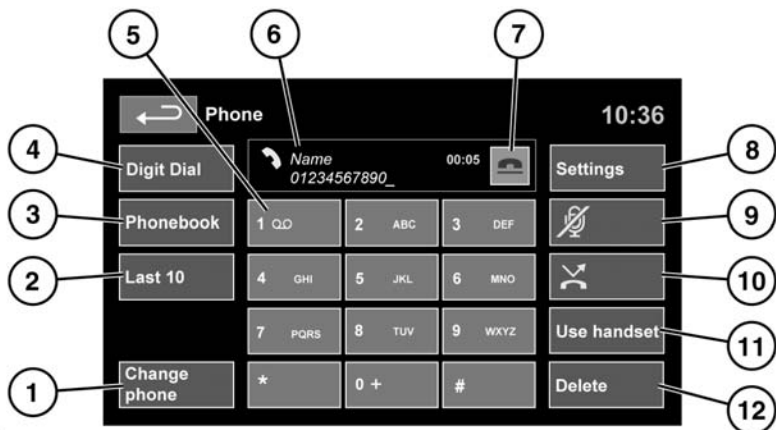 5
6
7
Phone
10:36
4
Digit Dial
Name
00:05
01234567890_
Settings
8
3
Phonebook
1
2 ABC
3 DEF
9
2
Last 10
4 GHI
5 JKL
6 MNO
10
7 PQRS
8 TUV
9 WXYZ
Use handset
11
1
Change
phone
*
0 +
#
Delete
12